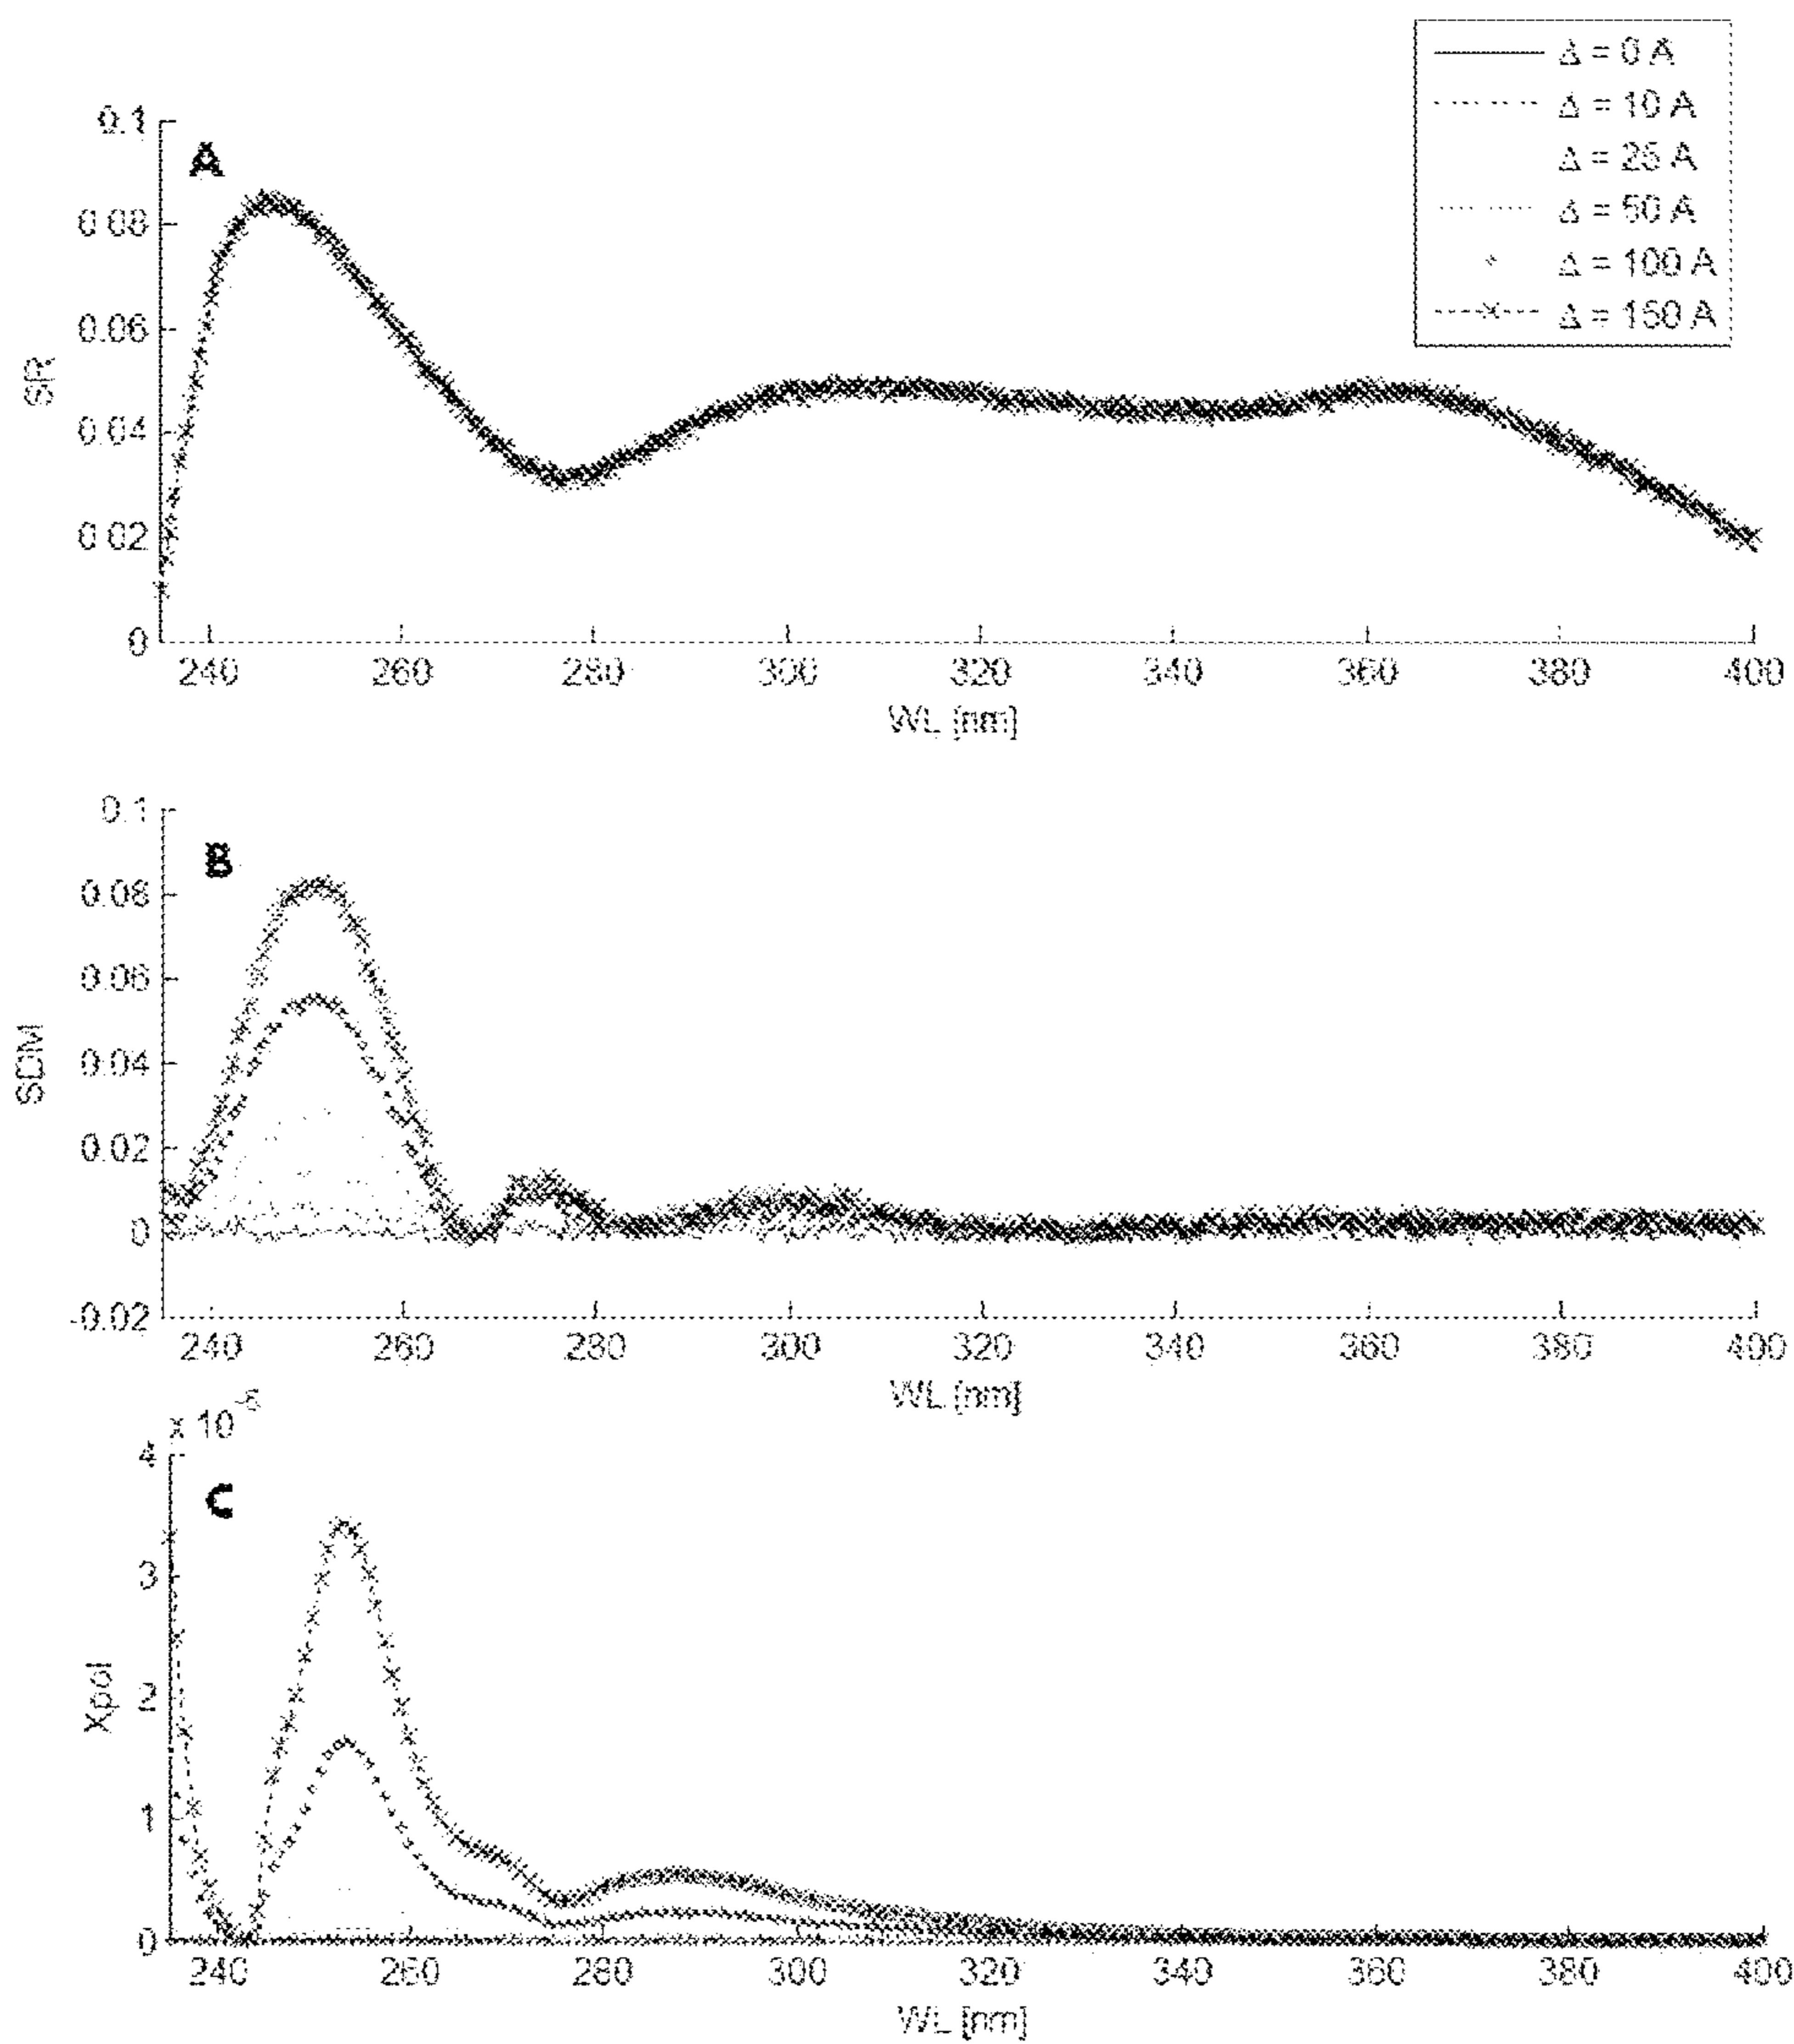 Δ = 0 A
Δ = 10 A
Δ = 25 A
Δ = 50 A
Δ = 100 A
Δ = 150 A
A
0.1
0.08
0.06
0.04
0.02
0
SR
240 260 280 300 320 340 360 380 400
WL [nm]
B
0.1
0.08
0.06
0.04
0.02
0
-0.02
SDM
240 260 280 300 320 340 360 380 400
WL [nm]
x 10
C
4
3
2
1
0
Xpol
240 260 280 300 320 340 360 380 400
WL [nm]